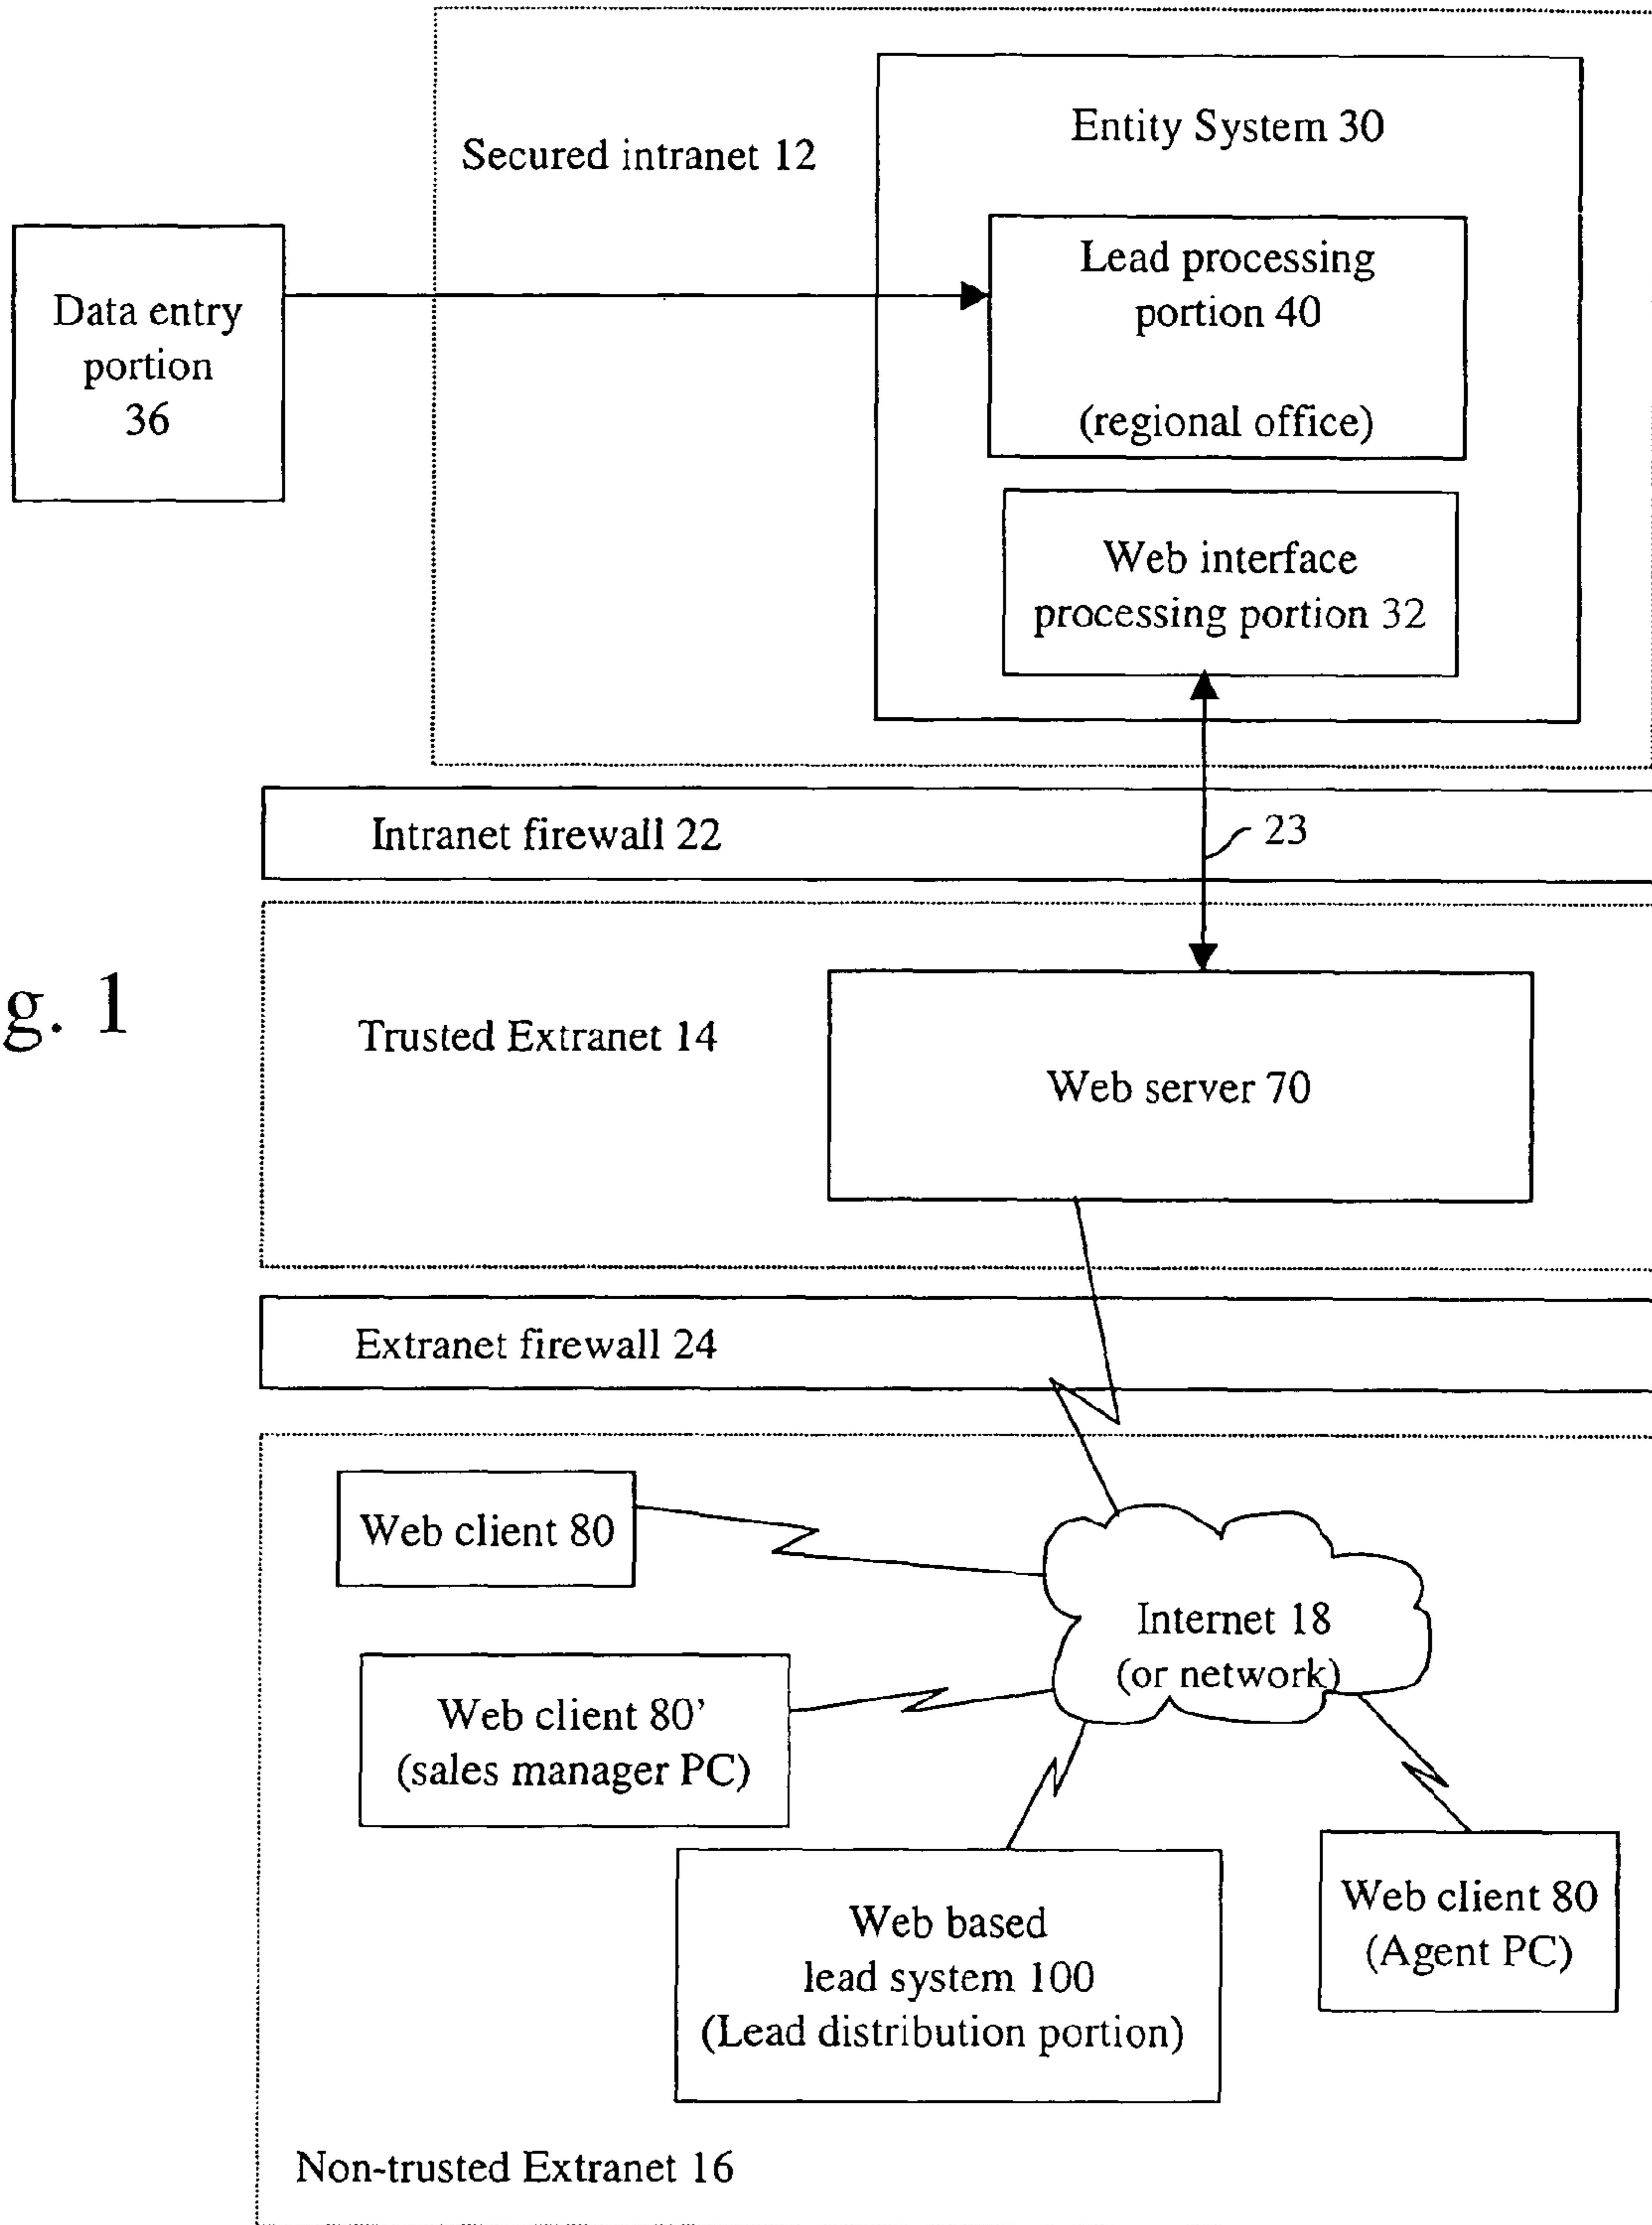 Entity System 30
Secured intranet 12
Lead processing
portion 40
(regional office)
Data entry
portion
36
Web interface
processing portion 32
Intranet firewall 22
23
g. 1
Trusted Extranet 14
Web server 70
Extranet firewall 24
Web client 80
Internet 18
(or network)
Web client 80'
(sales manager PC)
Web based
lead system 100
(Lead distribution portion)
Web client 80
(Agent PC)
Non-trusted Extranet 16